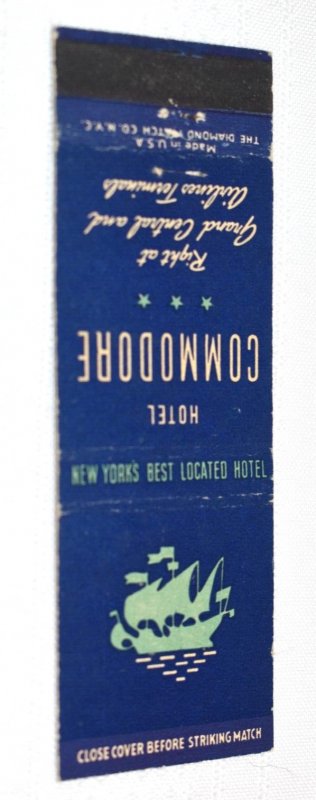 HOTEL
COMMODORE
Right at
Grand Central and
Airlines Terminals
Made in U.S.A.
THE DIAMOND MATCH CO. N.Y.C.
NEW YORK'S BEST LOCATED HOTEL
CLOSE COVER BEFORE STRIKING MATCH